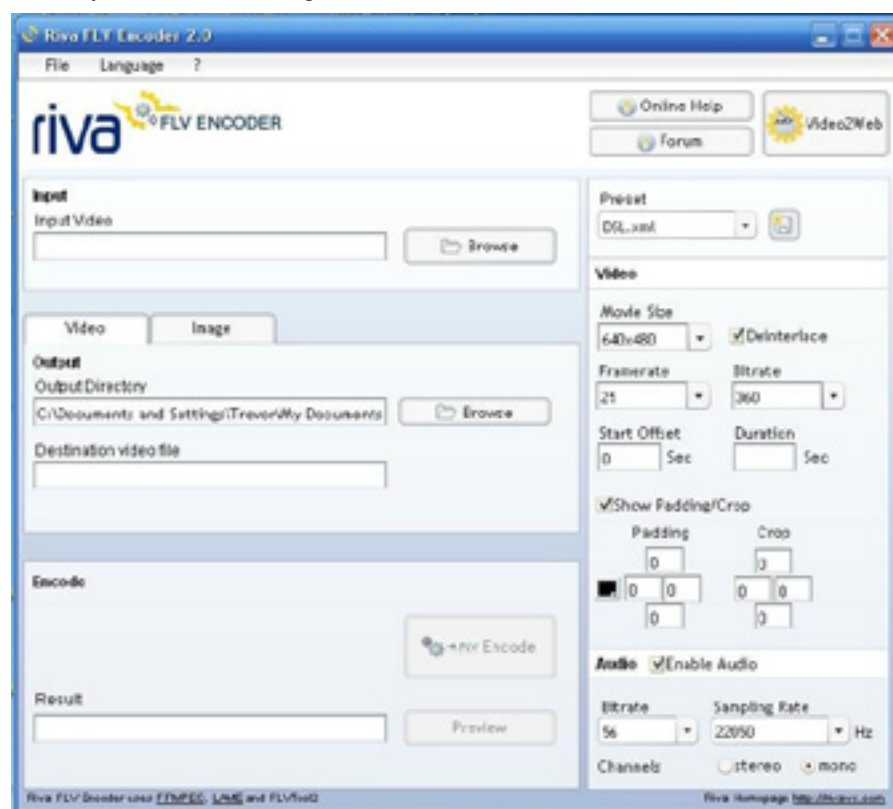 Riva FLV Encoder 2.0
File Language ?
riva FLV ENCODER
Online Help
Forum
Video2Web
Input
Input Video
Browse
Preset
DSL.xml
Video
Movie Size
640x480
Deinterlace
Framerate Bitrate
25 360
Start Offset Duration
0 Sec Sec
Show Padding/Crop
Padding Crop
0 0
0 0 0 0
0 0
Video Image
Output
Output Directory
C:\Documents and Settings\Trevor\My Documents
Browse
Destination video file
Encode
FLV Encode
Result
Preview
Audio Enable Audio
Bitrate Sampling Rate
56 22050 Hz
Channels stereo mono
Riva FLV Encoder uses FFMPEG, LAME and FLVTool2
Riva Homepage